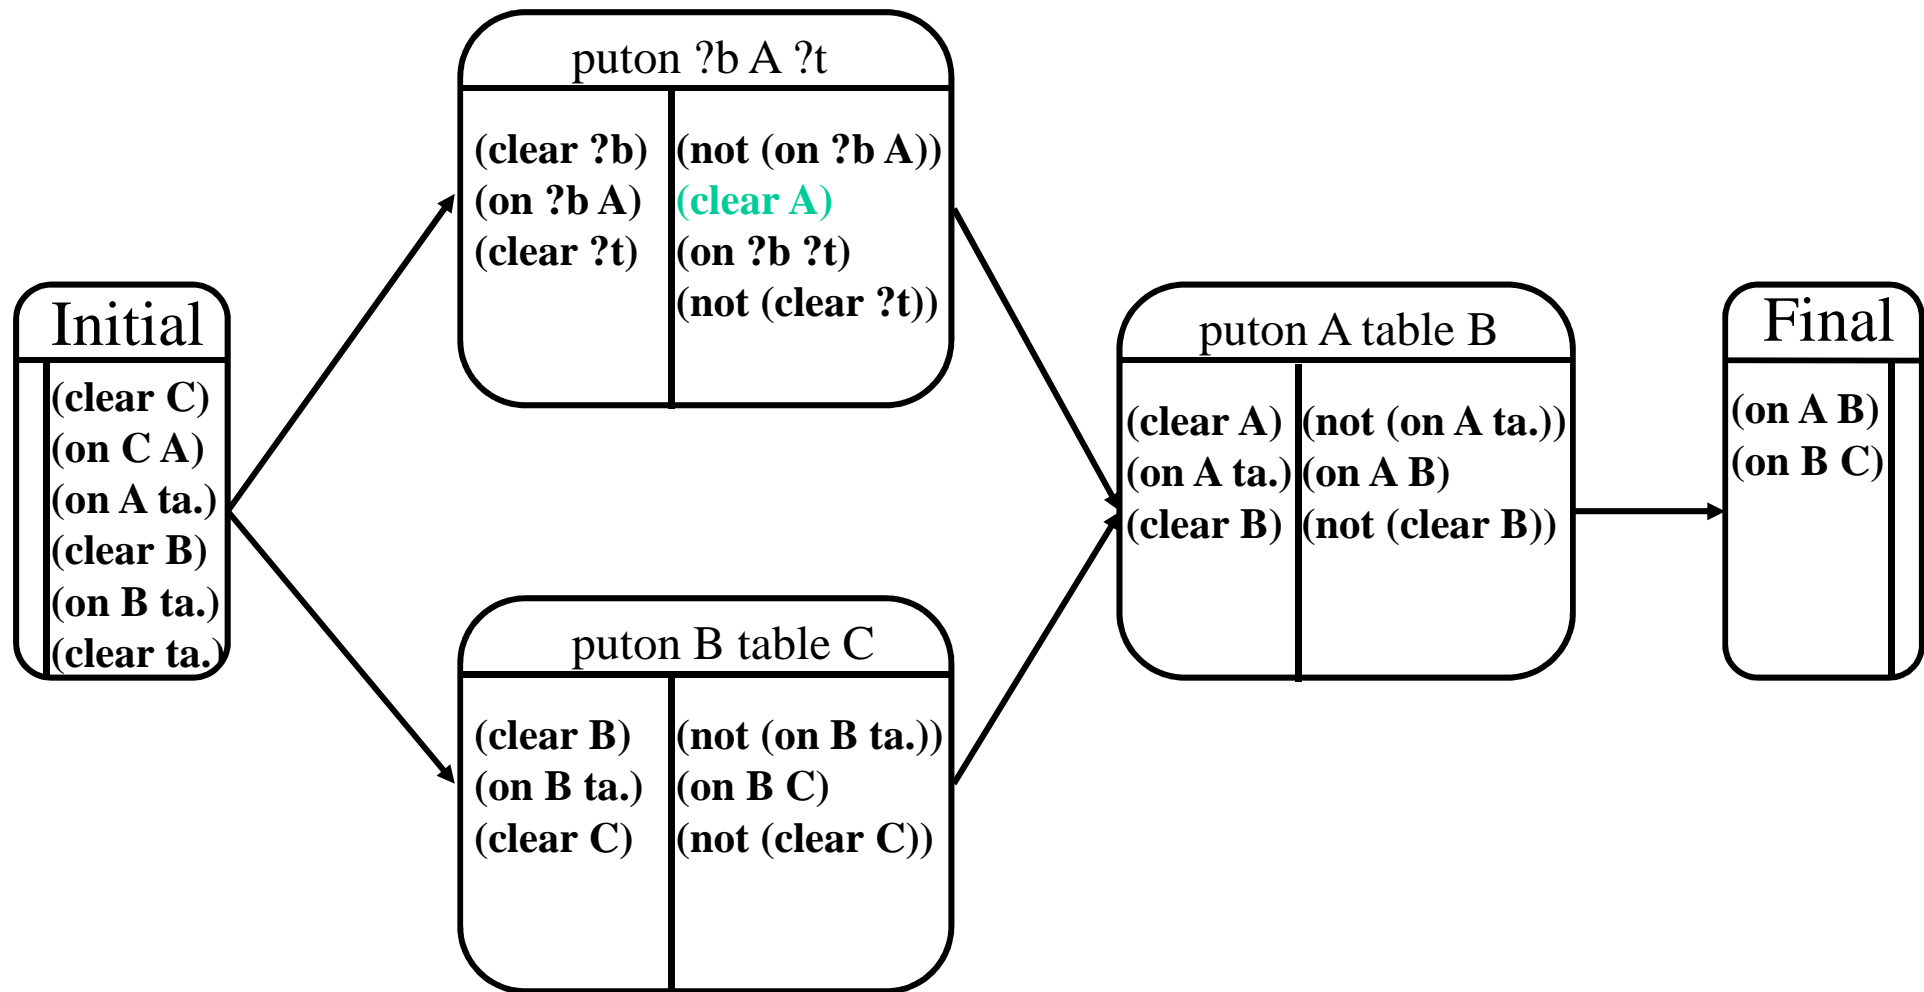 Initial
(clear C)
(on C A)
(on A ta.)
(clear B)
(on B ta.)
(clear ta.)
puton ?b A ?t
(clear ?b)
(on ?b A)
(clear ?t)
(not (on ?b A))
(clear A)
(on ?b ?t)
(not (clear ?t))
puton B table C
(clear B)
(on B ta.)
(clear C)
(not (on B ta.))
(on B C)
(not (clear C))
puton A table B
(clear A)
(on A ta.)
(clear B)
(not (on A ta.))
(on A B)
(not (clear B))
Final
(on A B)
(on B C)